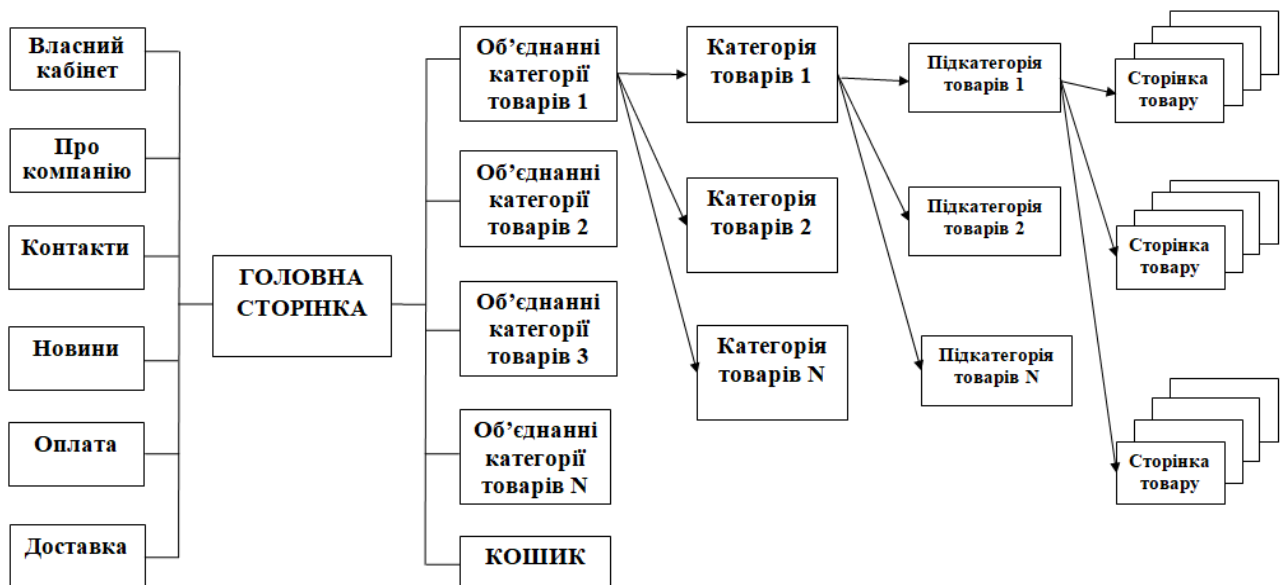 Власний
кабінет
Про
компанію
Контакти
Новини
Оплата
Доставка
ГОЛОВНА
СТОРІНКА
Об’єднанні
категорії
товарів 1
Об’єднанні
категорії
товарів 2
Об’єднанні
категорії
товарів 3
Об’єднанні
категорії
товарів N
КОШИК
Категорія
товарів 1
Категорія
товарів 2
Категорія
товарів N
Підкатегорія
товарів 1
Підкатегорія
товарів 2
Підкатегорія
товарів N
Сторінка
товару
Сторінка
товару
Сторінка
товару